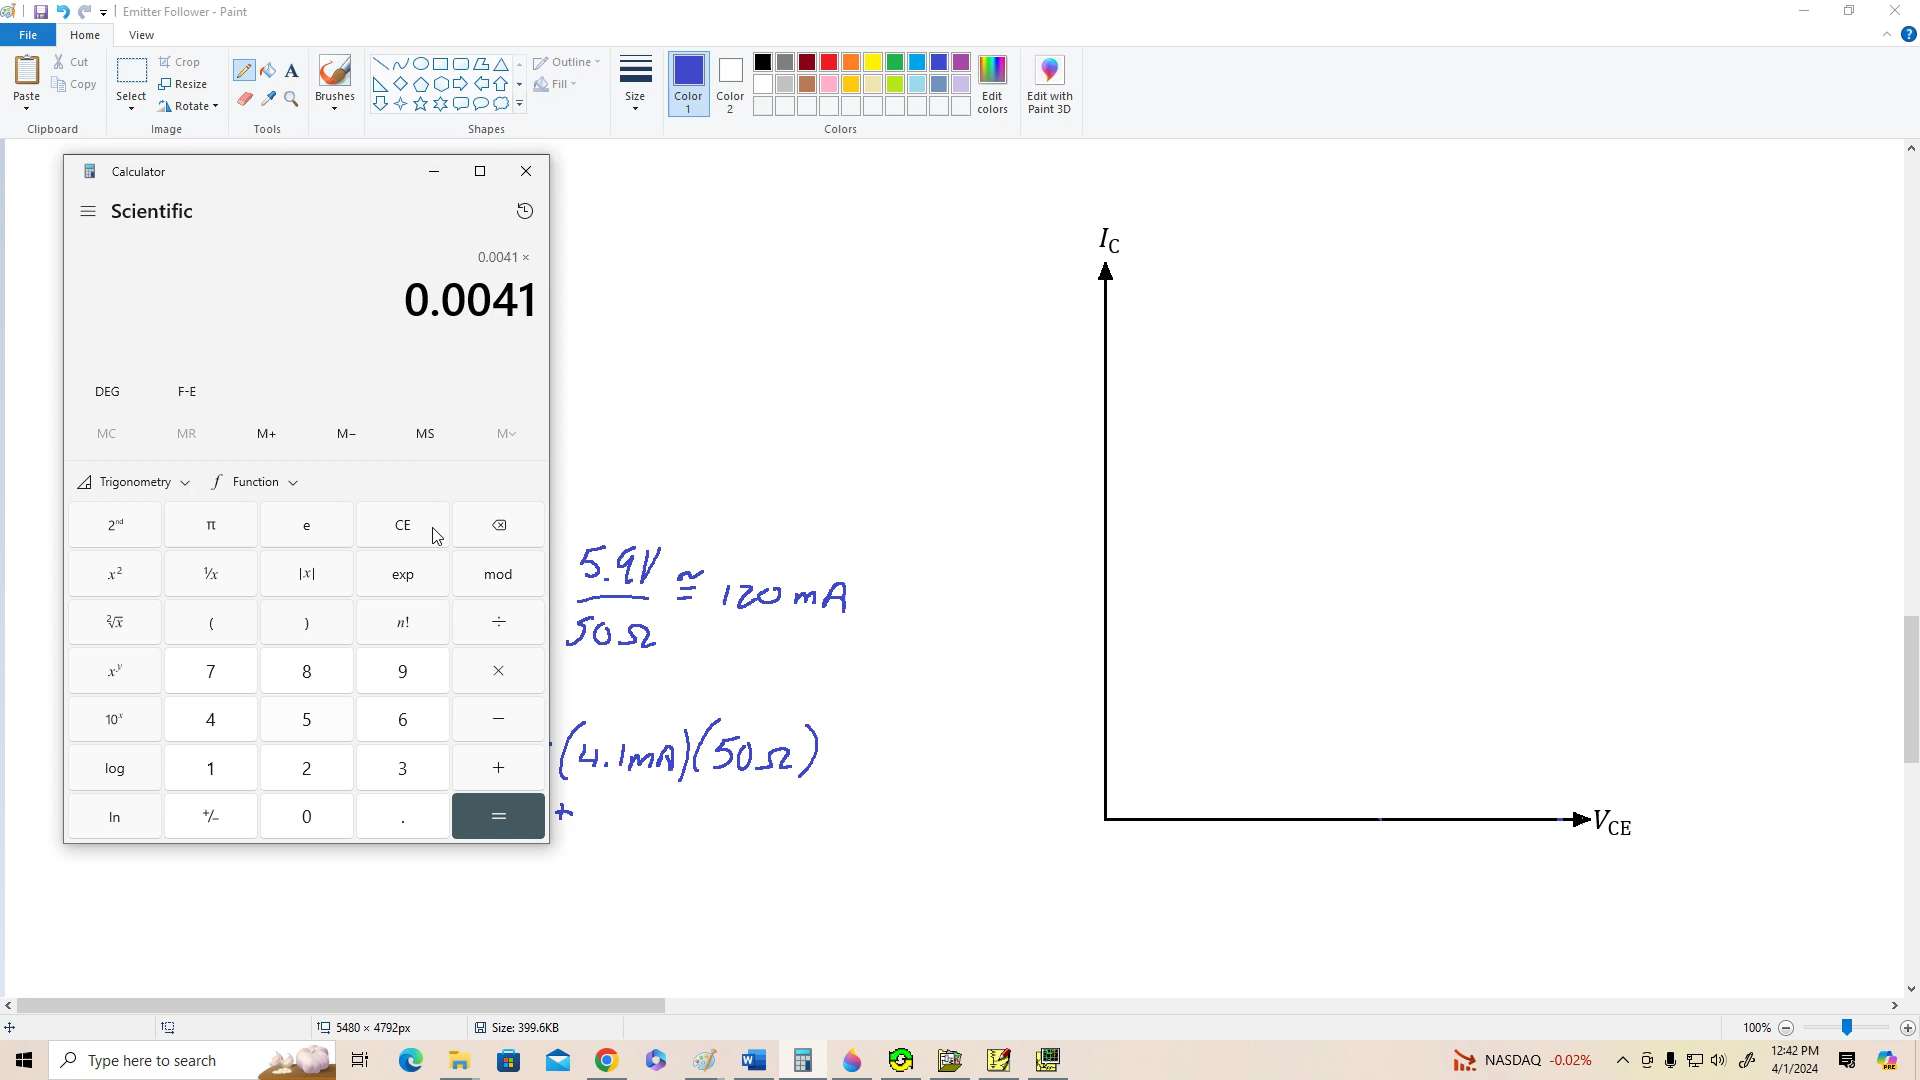 Emitter Follower - Paint
File Home View
Paste
Cut
Copy
Clipboard
Select
Crop
Resize
Rotate
Image
A
Tools
Brushes
Outline
Fill
Shapes
Size
Color 1
Color 2
Edit colors
Edit with Paint 3D
Colors
Calculator
Scientific
0.0041 ×
0.0041
DEG F-E
MC MR M+ M− MS M
Trigonometry f Function
2ⁿᵈ π e CE
x² ¹/x |x| exp mod
²√x ( ) n! ÷
xʸ 7 8 9 ×
10ˣ 4 5 6 −
log 1 2 3 +
ln +/− 0 . =
5.9V / 50Ω ≅ 120 mA
(4.1mA)(50Ω)
+
I_C
V_CE
5480 × 4792px
Size: 399.6KB
100%
Type here to search
NASDAQ -0.02%
12:42 PM
4/1/2024
PRE